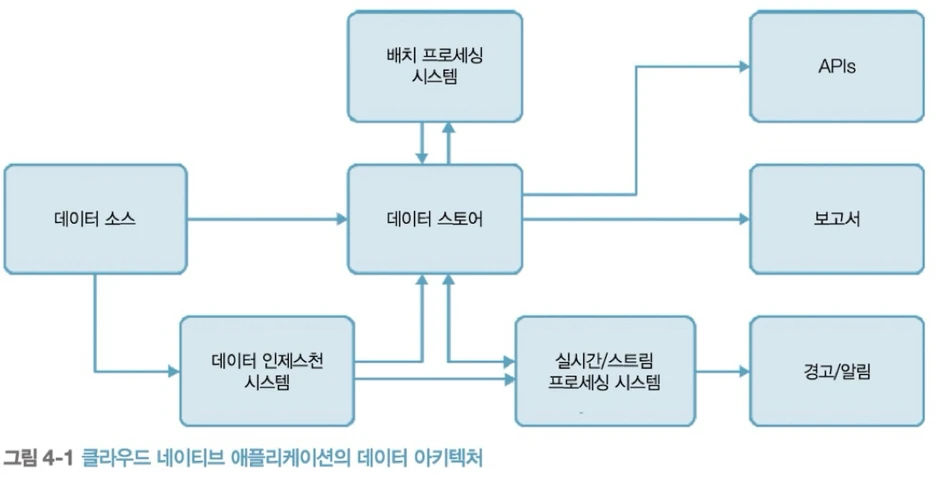 배치 프로세싱
시스템
APIs
데이터 소스
데이터 스토어
보고서
데이터 인제스천
시스템
실시간/스트림
프로세싱 시스템
경고/알림
그림 4-1 클라우드 네이티브 애플리케이션의 데이터 아키텍처